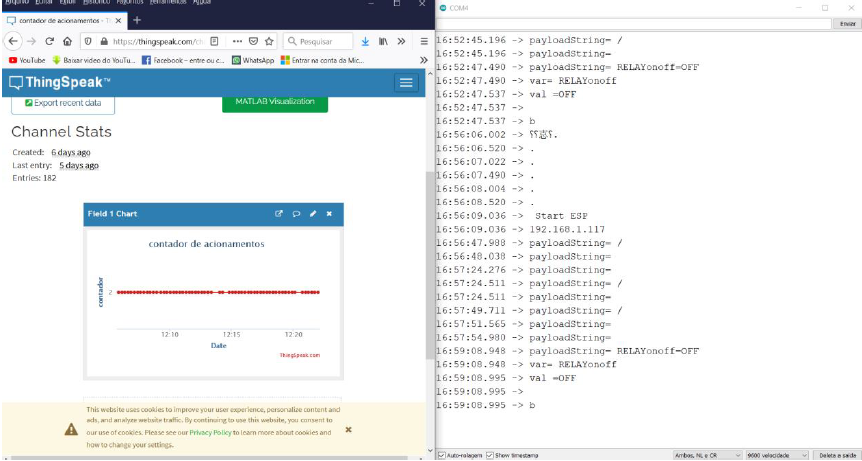 Arquivo Editar Exibir Histórico Favoritos Ferramentas Ajuda
contador de acionamentos - Th
https://thingspeak.com/ch
Pesquisar
YouTube
Baixar vídeo do YouTu...
Facebook – entre ou c...
WhatsApp
Entrar na conta da Mic...
ThingSpeak™
Export recent data
MATLAB Visualization
Channel Stats
Created: 6 days ago
Last entry: 5 days ago
Entries: 182
Field 1 Chart
contador de acionamentos
contador
2
12:10 12:15 12:20
Date
ThingSpeak.com
This website uses cookies to improve your user experience, personalize content and
ads, and analyze website traffic. By continuing to use this website, you consent to
our use of cookies. Please see our Privacy Policy to learn more about cookies and
how to change your settings.
COM4
Enviar
16:52:45.196 -> payloadString= /
16:52:45.196 -> payloadString=
16:52:47.490 -> payloadString= RELAYonoff=OFF
16:52:47.490 -> var= RELAYonoff
16:52:47.537 -> val =OFF
16:52:47.537 ->
16:52:47.537 -> b
16:56:06.002 -> .
16:56:06.520 -> .
16:56:07.022 -> .
16:56:07.490 -> .
16:56:08.004 -> .
16:56:08.520 -> .
16:56:09.036 -> Start ESP
16:56:09.036 -> 192.168.1.117
16:56:47.988 -> payloadString= /
16:56:48.038 -> payloadString=
16:57:24.276 -> payloadString=
16:57:24.511 -> payloadString= /
16:57:24.511 -> payloadString=
16:57:49.711 -> payloadString= /
16:57:51.565 -> payloadString=
16:57:54.980 -> payloadString=
16:59:08.948 -> payloadString= RELAYonoff=OFF
16:59:08.948 -> var= RELAYonoff
16:59:08.995 -> val =OFF
16:59:08.995 ->
16:59:08.995 -> b
Auto-rolagem Show timestamp
Ambos, NL e CR
9600 velocidade
Deleta a saída